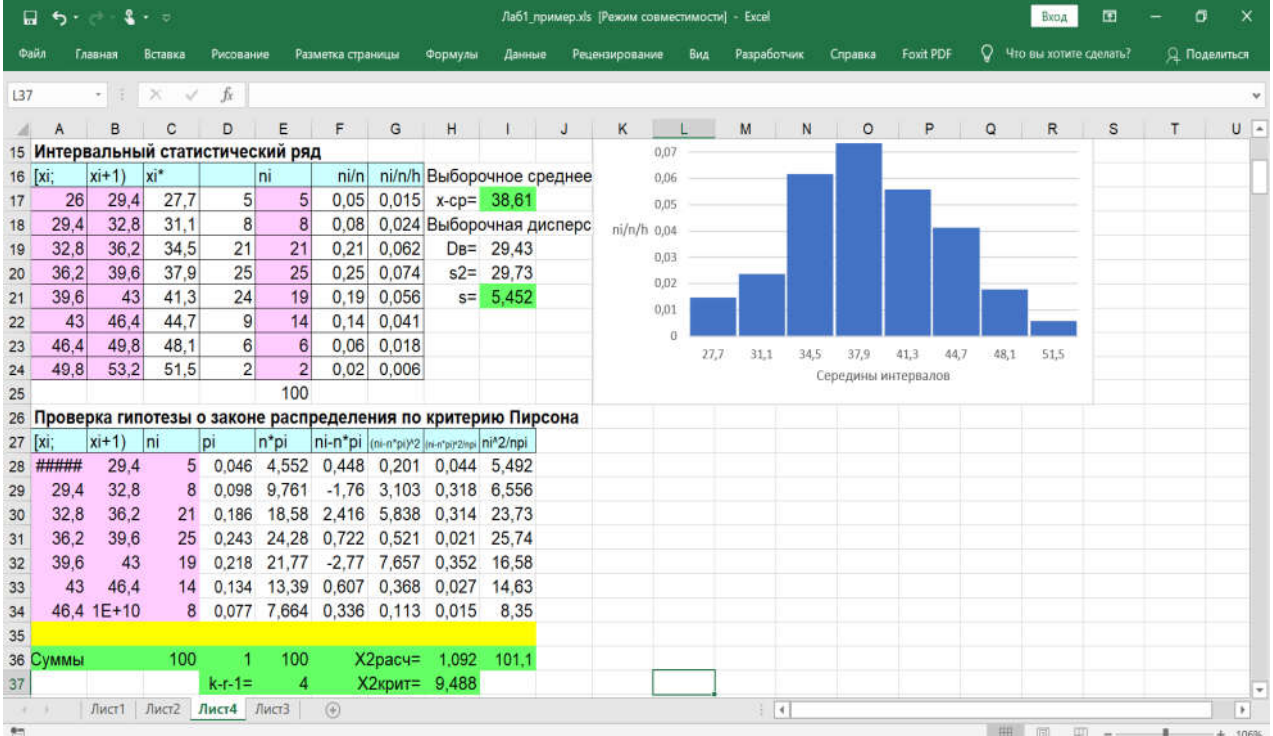 Лаб1_пример.xls [Режим совместимости] - Excel Вход
Файл Главная Вставка Рисование Разметка страницы Формулы Данные Рецензирование Вид Разработчик Справка Foxit PDF Что вы хотите сделать? Поделиться
L37 fx
A B C D E F G H I J K L M N O P Q R S T U
15 Интервальный статистический ряд
16 [xi; xi+1) xi* ni ni/n ni/n/h Выборочное среднее
17 26 29,4 27,7 5 5 0,05 0,015 x-ср= 38,61
18 29,4 32,8 31,1 8 8 0,08 0,024 Выборочная дисперс
19 32,8 36,2 34,5 21 21 0,21 0,062 Dв= 29,43
20 36,2 39,6 37,9 25 25 0,25 0,074 s2= 29,73
21 39,6 43 41,3 24 19 0,19 0,056 s= 5,452
22 43 46,4 44,7 9 14 0,14 0,041
23 46,4 49,8 48,1 6 6 0,06 0,018
24 49,8 53,2 51,5 2 2 0,02 0,006
25 100
0,07
0,06
0,05
ni/n/h 0,04
0,03
0,02
0,01
0
27,7 31,1 34,5 37,9 41,3 44,7 48,1 51,5
Середины интервалов
26 Проверка гипотезы о законе распределения по критерию Пирсона
27 [xi; xi+1) ni pi n*pi ni-n*pi (ni-n*pi)^2 (ni-n*pi)^2/npi ni^2/npi
28 ##### 29,4 5 0,046 4,552 0,448 0,201 0,044 5,492
29 29,4 32,8 8 0,098 9,761 -1,76 3,103 0,318 6,556
30 32,8 36,2 21 0,186 18,58 2,416 5,838 0,314 23,73
31 36,2 39,6 25 0,243 24,28 0,722 0,521 0,021 25,74
32 39,6 43 19 0,218 21,77 -2,77 7,657 0,352 16,58
33 43 46,4 14 0,134 13,39 0,607 0,368 0,027 14,63
34 46,4 1E+10 8 0,077 7,664 0,336 0,113 0,015 8,35
35
36 Суммы 100 1 100 X2расч= 1,092 101,1
37 k-r-1= 4 X2крит= 9,488
Лист1 Лист2 Лист4 Лист3
106%